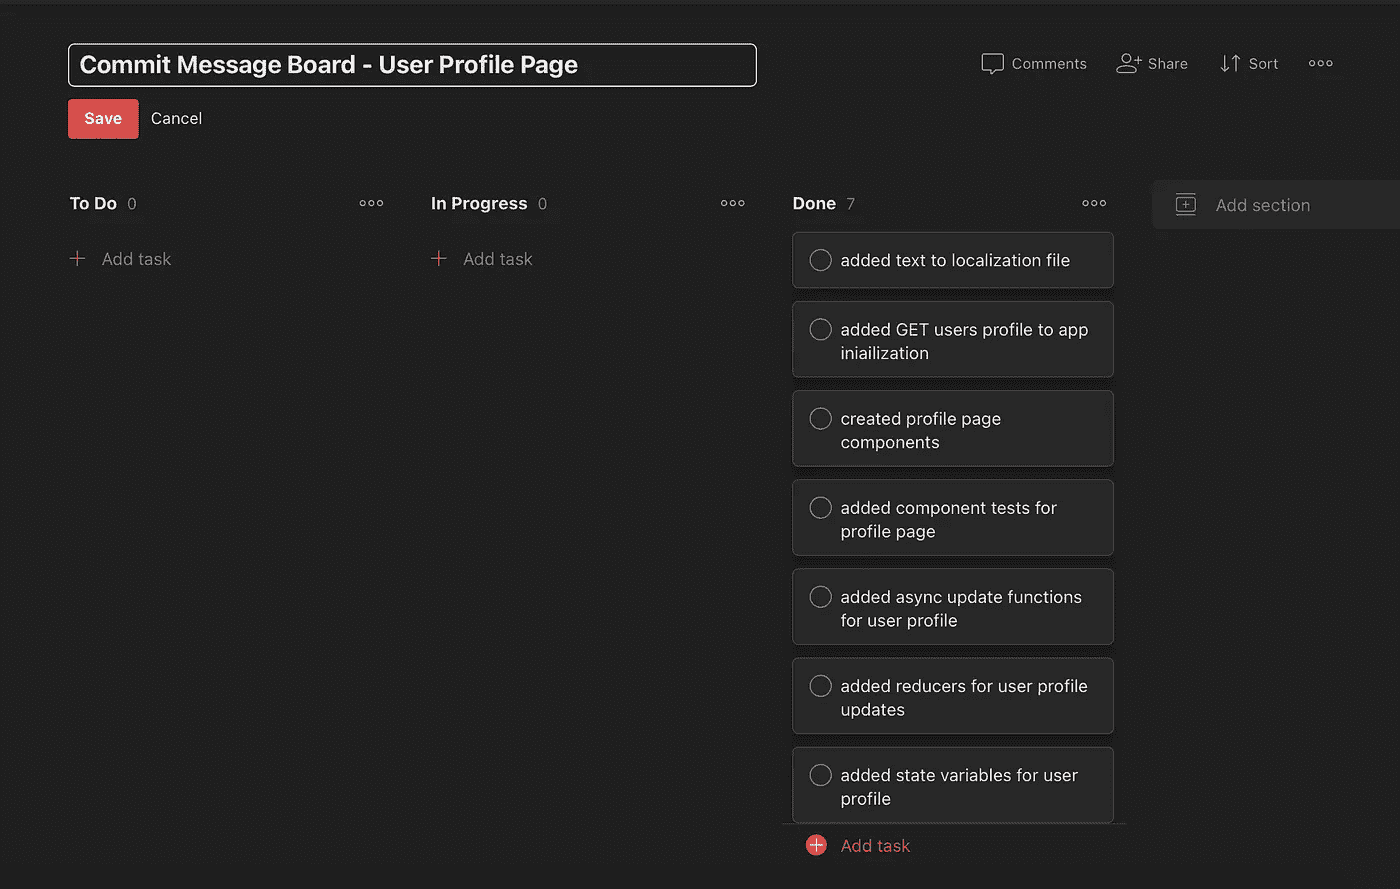 Commit Message Board - User Profile Page
Comments
Share
Sort
Save
Cancel
To Do 0
Add task
In Progress 0
Add task
Done 7
added text to localization file
added GET users profile to app
iniailization
created profile page
components
added component tests for
profile page
added async update functions
for user profile
added reducers for user profile
updates
added state variables for user
profile
Add task
Add section